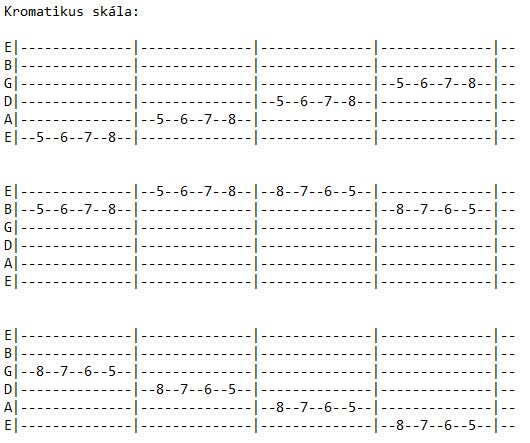 Kromatikus skála:
E|--------------|--------------|--------------|--------------|--
B|--------------|--------------|--------------|--------------|--
G|--------------|--------------|--------------|--5--6--7--8--|--
D|--------------|--------------|--5--6--7--8--|--------------|--
A|--------------|--5--6--7--8--|--------------|--------------|--
E|--5--6--7--8--|--------------|--------------|--------------|--
E|--------------|--5--6--7--8--|--8--7--6--5--|--------------|--
B|--5--6--7--8--|--------------|--------------|--8--7--6--5--|--
G|--------------|--------------|--------------|--------------|--
D|--------------|--------------|--------------|--------------|--
A|--------------|--------------|--------------|--------------|--
E|--------------|--------------|--------------|--------------|--
E|--------------|--------------|--------------|--------------|--
B|--------------|--------------|--------------|--------------|--
G|--8--7--6--5--|--------------|--------------|--------------|--
D|--------------|--8--7--6--5--|--------------|--------------|--
A|--------------|--------------|--8--7--6--5--|--------------|--
E|--------------|--------------|--------------|--8--7--6--5--|--